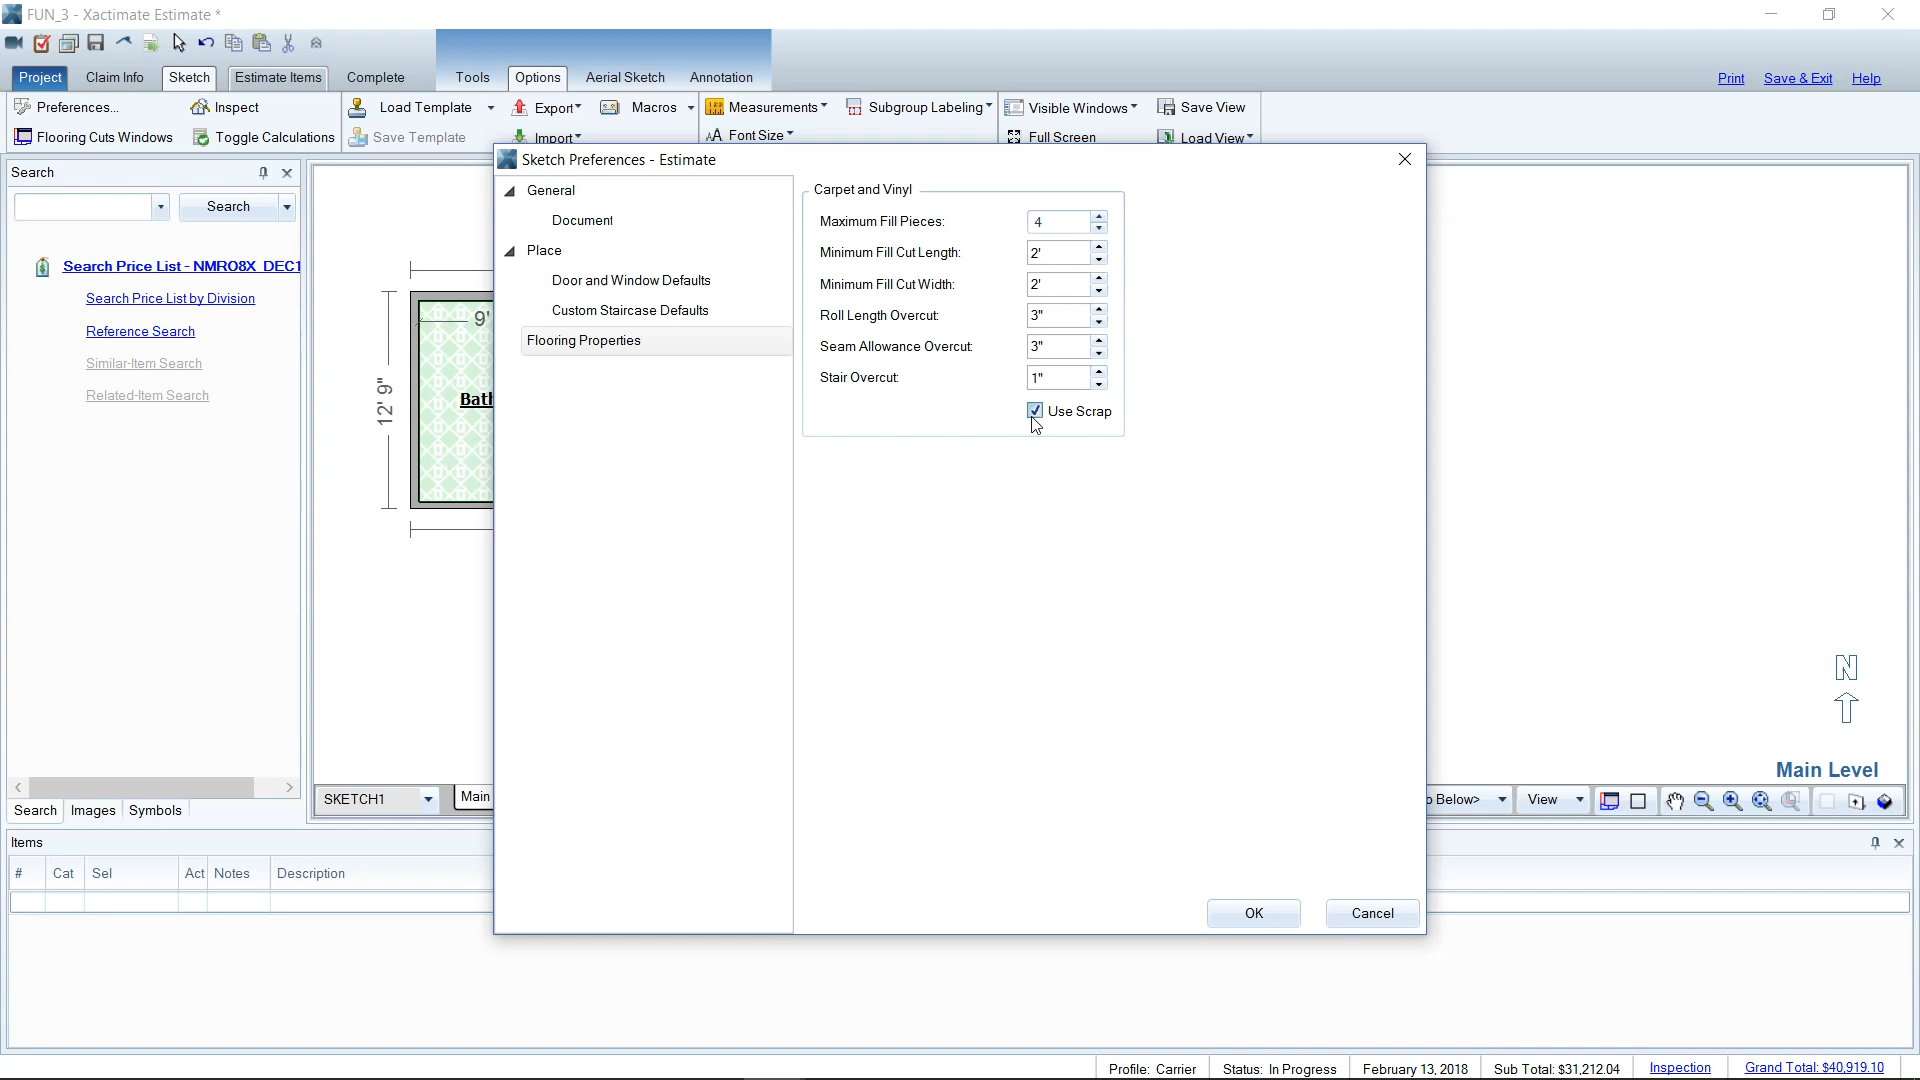 FUN_3 - Xactimate Estimate *
Project Claim Info Sketch Estimate Items Complete Tools Options Aerial Sketch Annotation Print Save & Exit Help
Preferences... Inspect Load Template Export Macros Measurements Subgroup Labeling Visible Windows Save View
Flooring Cuts Windows Toggle Calculations Save Template Import AA Font Size Full Screen Load View
Search
Search
Search Price List - NMRO8X_DEC1
Search Price List by Division
Reference Search
Similar-Item Search
Related-Item Search
Search Images Symbols
9'
12' 9"
Bath
Sketch Preferences - Estimate
General
Document
Place
Door and Window Defaults
Custom Staircase Defaults
Flooring Properties
Carpet and Vinyl
Maximum Fill Pieces: 4
Minimum Fill Cut Length: 2'
Minimum Fill Cut Width: 2'
Roll Length Overcut: 3"
Seam Allowance Overcut: 3"
Stair Overcut: 1"
Use Scrap
OK Cancel
N
Main Level
SKETCH1 Main Below> View
Items
# Cat Sel Act Notes Description
Profile: Carrier Status: In Progress February 13, 2018 Sub Total: $31,212.04 Inspection Grand Total: $40,919.10